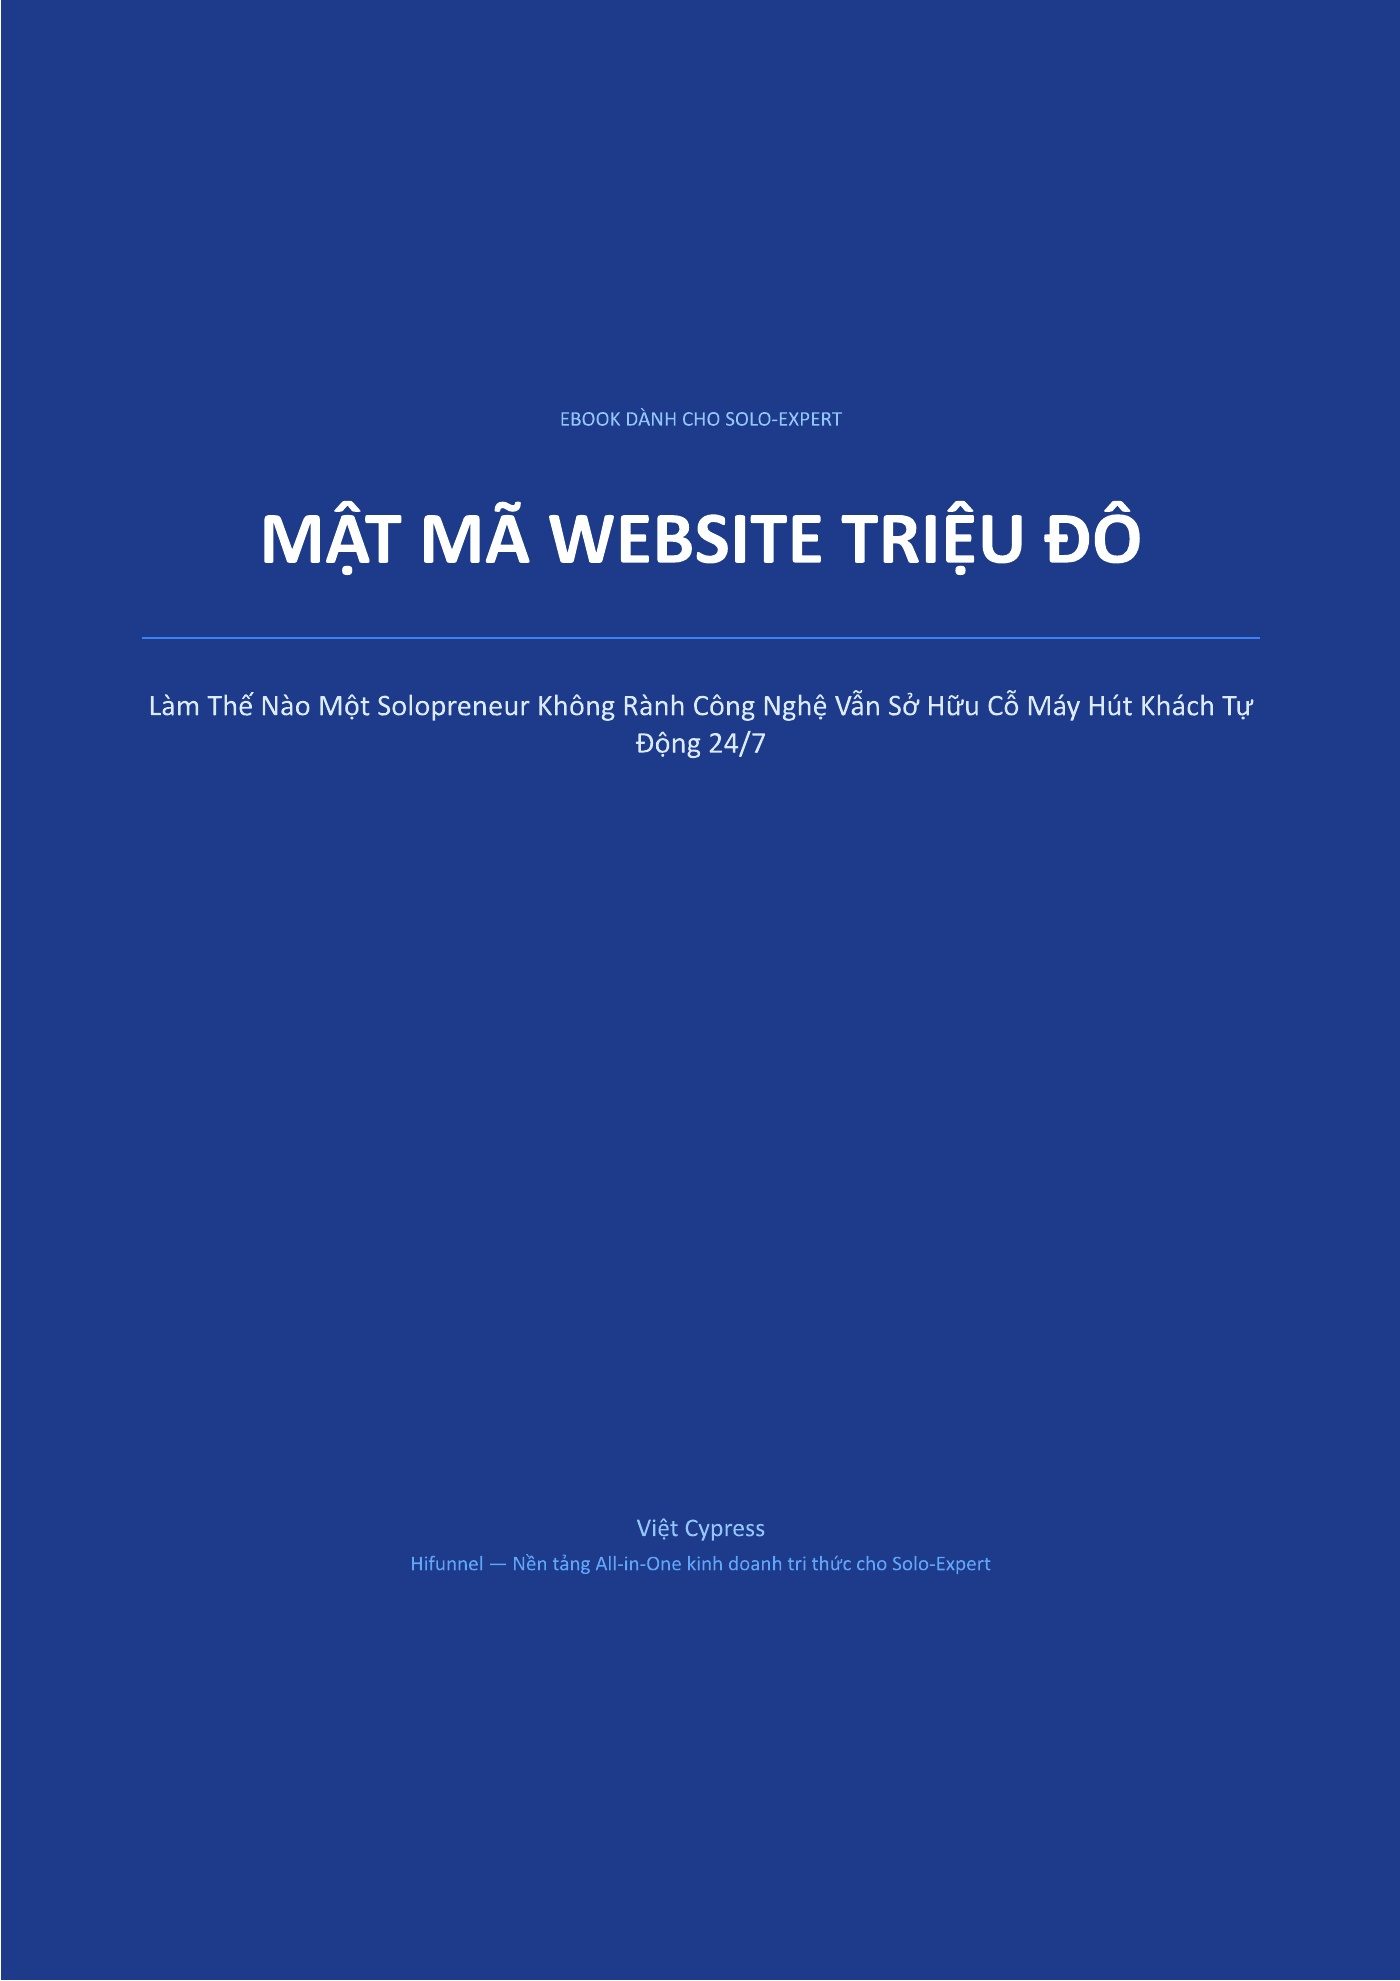 EBOOK DÀNH CHO SOLO-EXPERT
MẬT MÃ WEBSITE TRIỆU ĐÔ
Làm Thế Nào Một Solopreneur Không Rành Công Nghệ Vẫn Sở Hữu Cỗ Máy Hút Khách Tự
Động 24/7
Việt Cypress
Hifunnel — Nền tảng All-in-One kinh doanh tri thức cho Solo-Expert